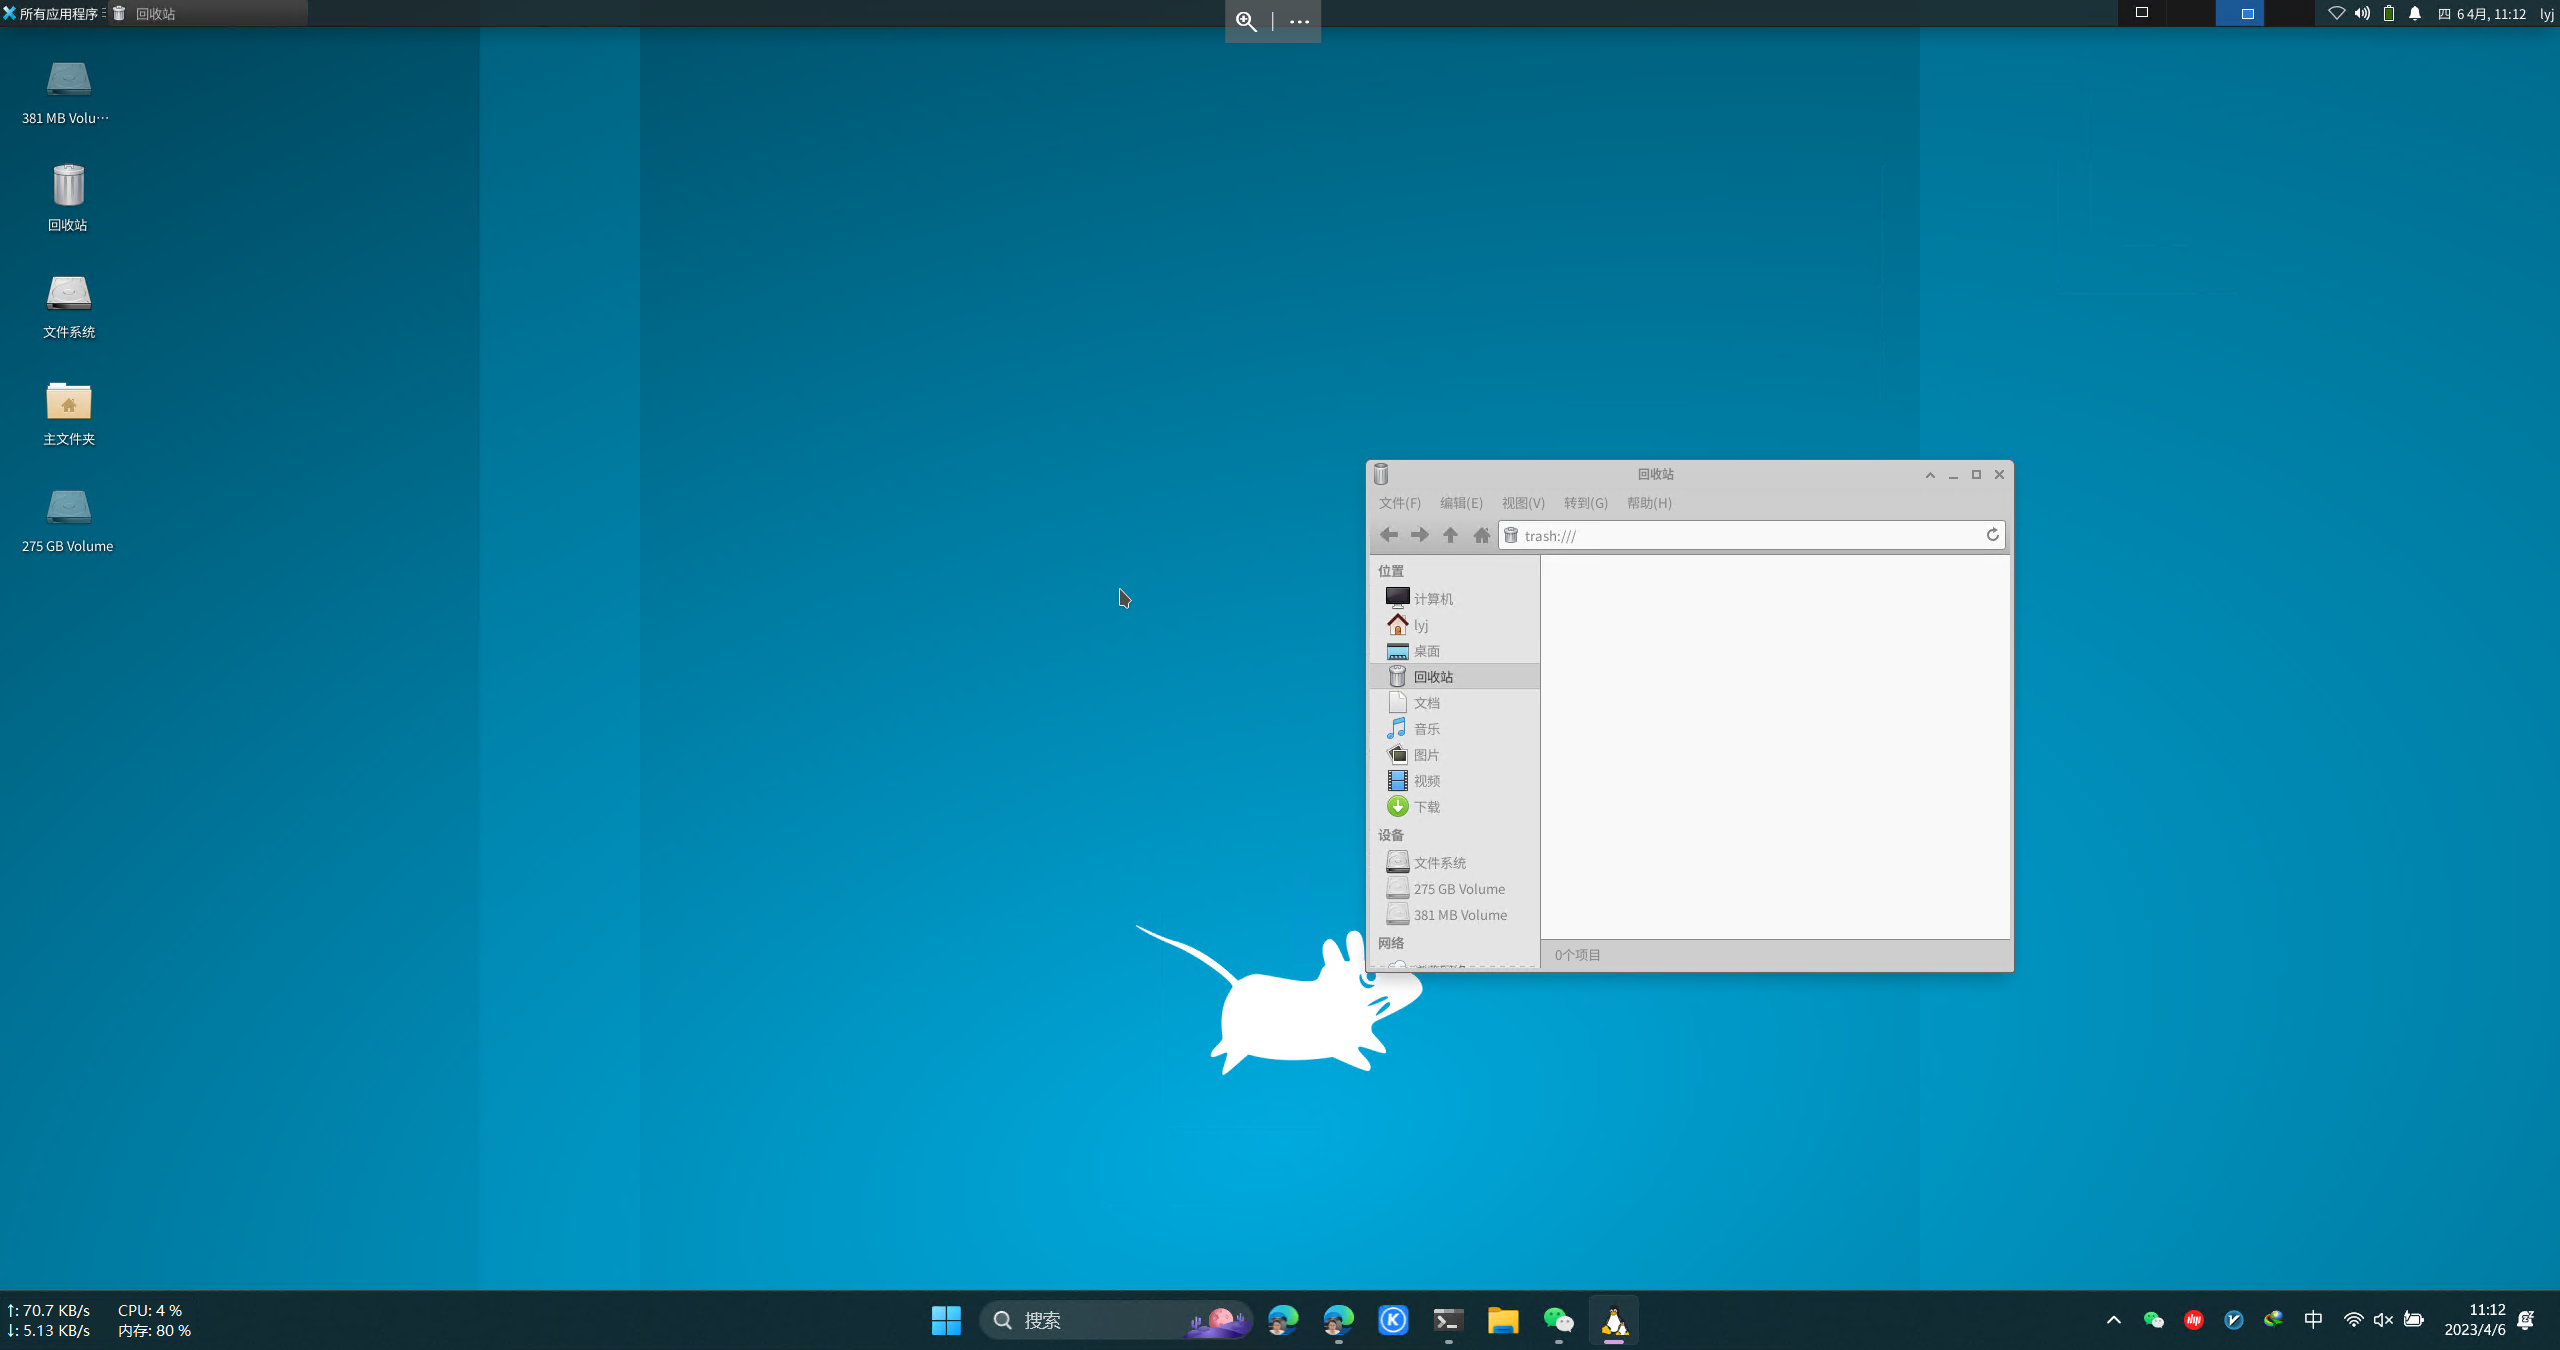 所有应用程序
回收站
四 6 4月, 11:12 lyj
381 MB Volu…
回收站
文件系统
主文件夹
275 GB Volume
回收站
文件(F) 编辑(E) 视图(V) 转到(G) 帮助(H)
trash:///
位置
计算机
lyj
桌面
回收站
文档
音乐
图片
视频
下载
设备
文件系统
275 GB Volume
381 MB Volume
网络
0个项目
↑: 70.7 KB/s CPU: 4 %
↓: 5.13 KB/s 内存: 80 %
搜索
中
11:12
2023/4/6